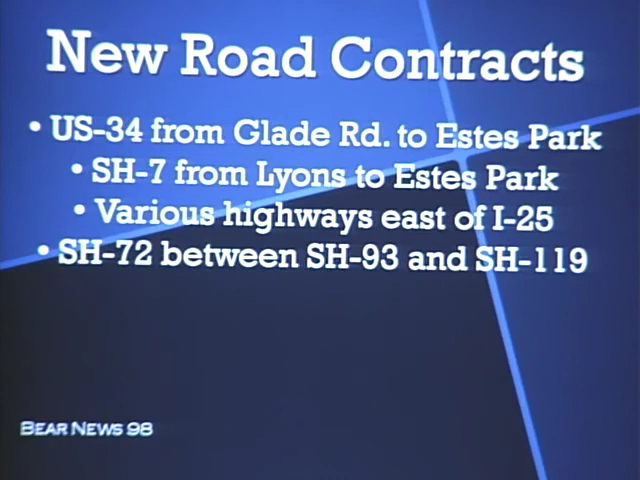 New Road Contracts
• US-34 from Glade Rd. to Estes Park
• SH-7 from Lyons to Estes Park
• Various highways east of I-25
• SH-72 between SH-93 and SH-119
BEAR NEWS 98